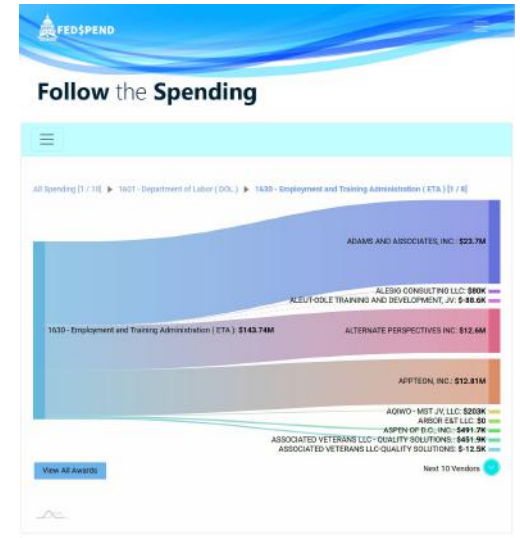 FED$PEND
Follow the Spending
All Spending [1 / 10] ▶ 1601 - Department of Labor ( DOL ) ▶ 1630 - Employment and Training Administration ( ETA ) [1 / 8]
ADAMS AND ASSOCIATES, INC.: $23.7M
ALESIG CONSULTING LLC: $80K
ALEUT-ODLE TRAINING AND DEVELOPMENT, JV: $-88.6K
1630 - Employment and Training Administration ( ETA ): $143.74M
ALTERNATE PERSPECTIVES INC: $12.6M
APPTEON, INC.: $12.81M
AQIWO - MST JV, LLC: $203K
ARBOR E&T LLC: $0
ASPEN OF D.C., INC.: $491.7K
ASSOCIATED VETERANS LLC - QUALITY SOLUTIONS.: $451.9K
ASSOCIATED VETERANS LLC-QUALITY SOLUTIONS: $-12.5K
View All Awards
Next 10 Vendors